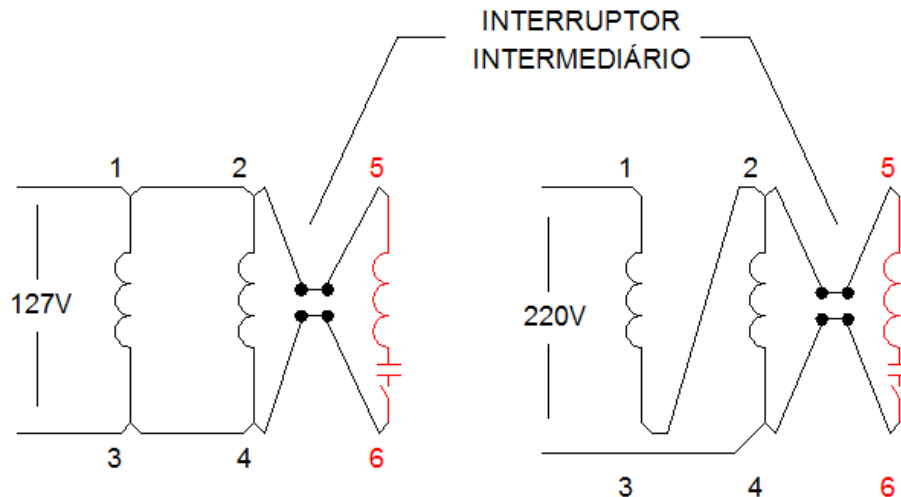 INTERRUPTOR
INTERMEDIÁRIO
1 2 5
127V
3 4 6
1 2 5
220V
3 4 6